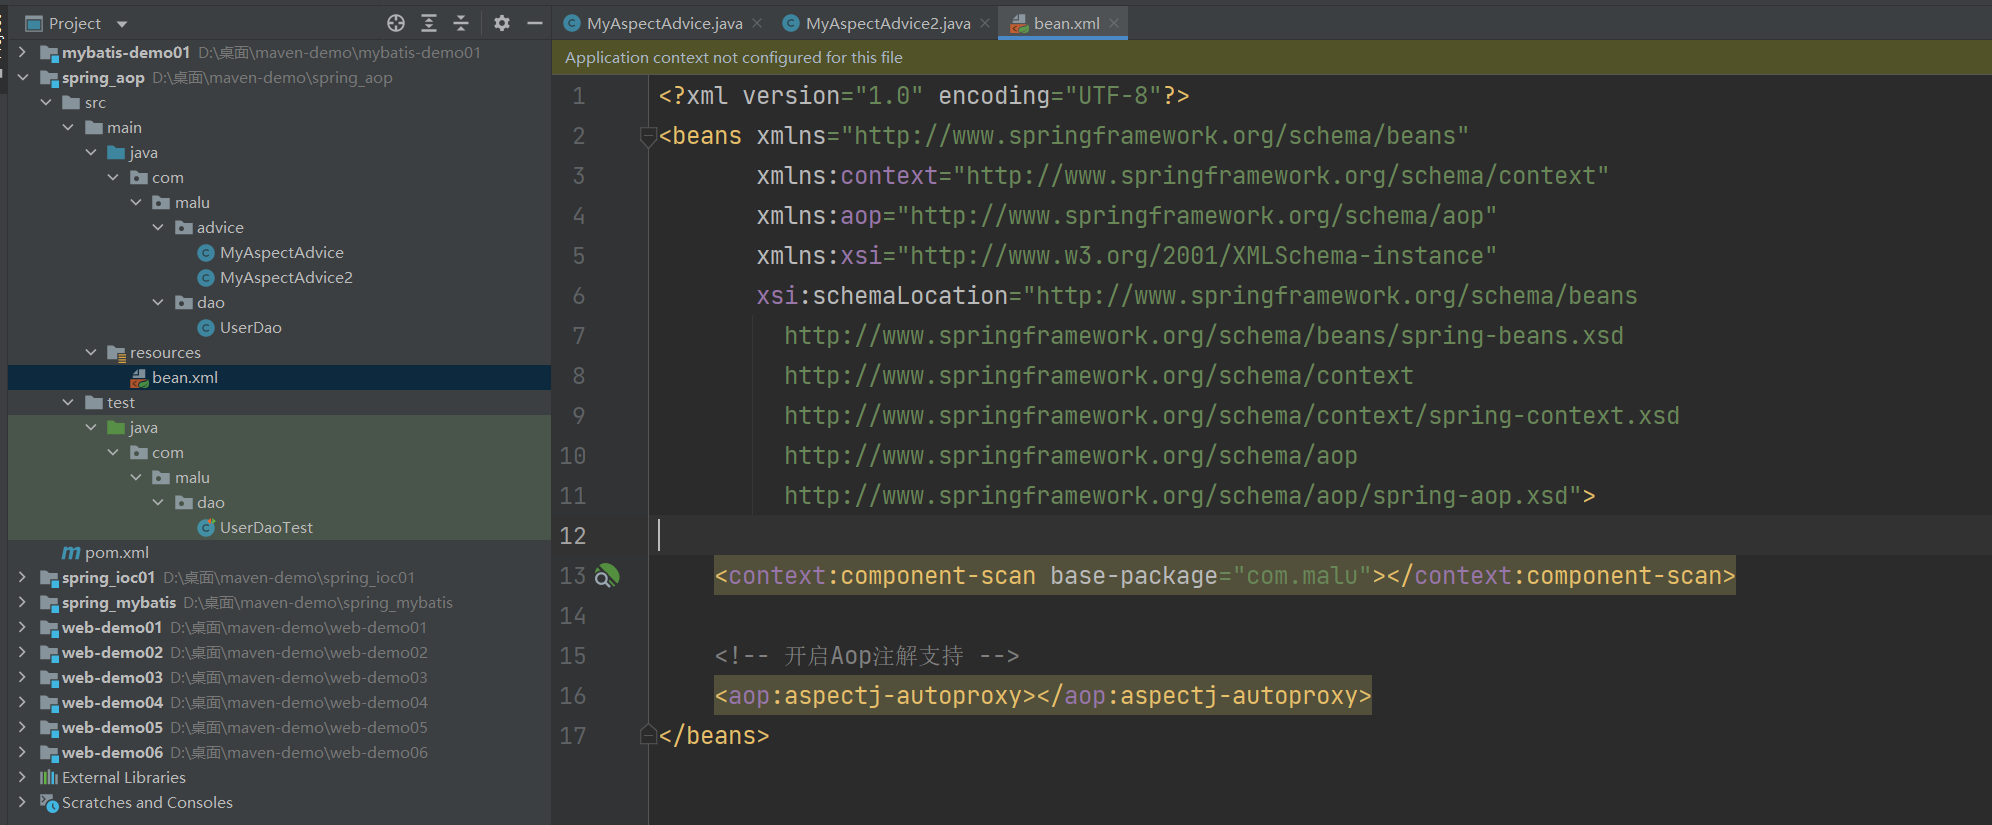 Project
mybatis-demo01 D:\桌面\maven-demo\mybatis-demo01
spring_aop D:\桌面\maven-demo\spring_aop
src
main
java
com
malu
advice
MyAspectAdvice
MyAspectAdvice2
dao
UserDao
resources
bean.xml
test
java
com
malu
dao
UserDaoTest
pom.xml
spring_ioc01 D:\桌面\maven-demo\spring_ioc01
spring_mybatis D:\桌面\maven-demo\spring_mybatis
web-demo01 D:\桌面\maven-demo\web-demo01
web-demo02 D:\桌面\maven-demo\web-demo02
web-demo03 D:\桌面\maven-demo\web-demo03
web-demo04 D:\桌面\maven-demo\web-demo04
web-demo05 D:\桌面\maven-demo\web-demo05
web-demo06 D:\桌面\maven-demo\web-demo06
External Libraries
Scratches and Consoles
MyAspectAdvice.java MyAspectAdvice2.java bean.xml
Application context not configured for this file
1 <?xml version="1.0" encoding="UTF-8"?>
2 <beans xmlns="http://www.springframework.org/schema/beans"
3 xmlns:context="http://www.springframework.org/schema/context"
4 xmlns:aop="http://www.springframework.org/schema/aop"
5 xmlns:xsi="http://www.w3.org/2001/XMLSchema-instance"
6 xsi:schemaLocation="http://www.springframework.org/schema/beans
7 http://www.springframework.org/schema/beans/spring-beans.xsd
8 http://www.springframework.org/schema/context
9 http://www.springframework.org/schema/context/spring-context.xsd
10 http://www.springframework.org/schema/aop
11 http://www.springframework.org/schema/aop/spring-aop.xsd">
12
13 <context:component-scan base-package="com.malu"></context:component-scan>
14
15 <!-- 开启Aop注解支持 -->
16 <aop:aspectj-autoproxy></aop:aspectj-autoproxy>
17 </beans>